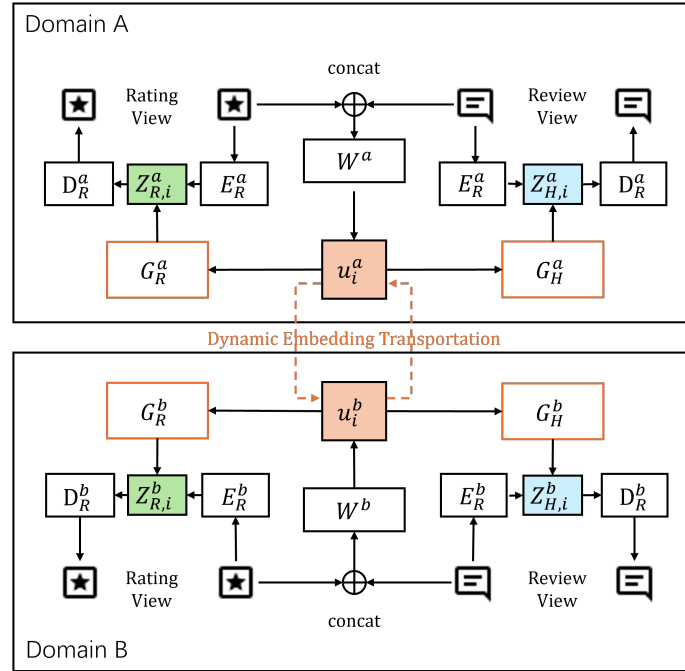 Domain A
concat
Rating
View
Review
View
W^a
D_R^a
Z_{R,i}^a
E_R^a
E_R^a
Z_{H,i}^a
D_R^a
G_R^a
u_i^a
G_H^a
Dynamic Embedding Transportation
G_R^b
u_i^b
G_H^b
D_R^b
Z_{R,i}^b
E_R^b
W^b
E_R^b
Z_{H,i}^b
D_R^b
Rating
View
concat
Review
View
Domain B